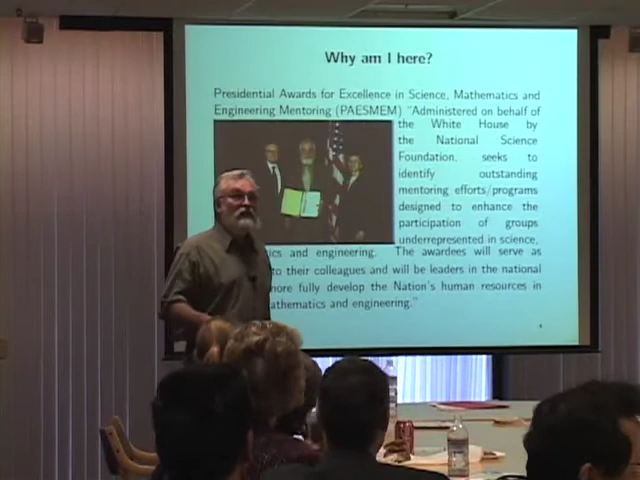 Why am I here?
Presidential Awards for Excellence in Science, Mathematics and
Engineering Mentoring (PAESMEM) "Administered on behalf of
the White House by
the National Science
Foundation, seeks to
identify outstanding
mentoring efforts/programs
designed to enhance the
participation of groups
underrepresented in science,
and engineering. The awardees will serve as
to their colleagues and will be leaders in the national
more fully develop the Nation's human resources in
athematics and engineering."